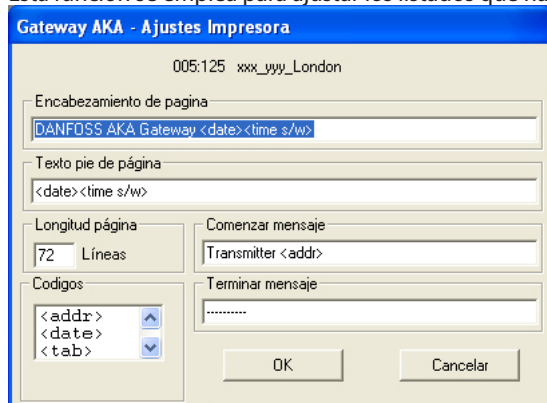 Gateway AKA - Ajustes Impresora
005:125 xxx_yyy_London
Encabezamiento de pagina
DANFOSS AKA Gateway <date><time s/w>
Texto pie de página
<date><time s/w>
Longitud página
72 Líneas
Comenzar mensaje
Transmitter <addr>
Codigos
<addr>
<date>
<tab>
Terminar mensaje
----------
OK
Cancelar